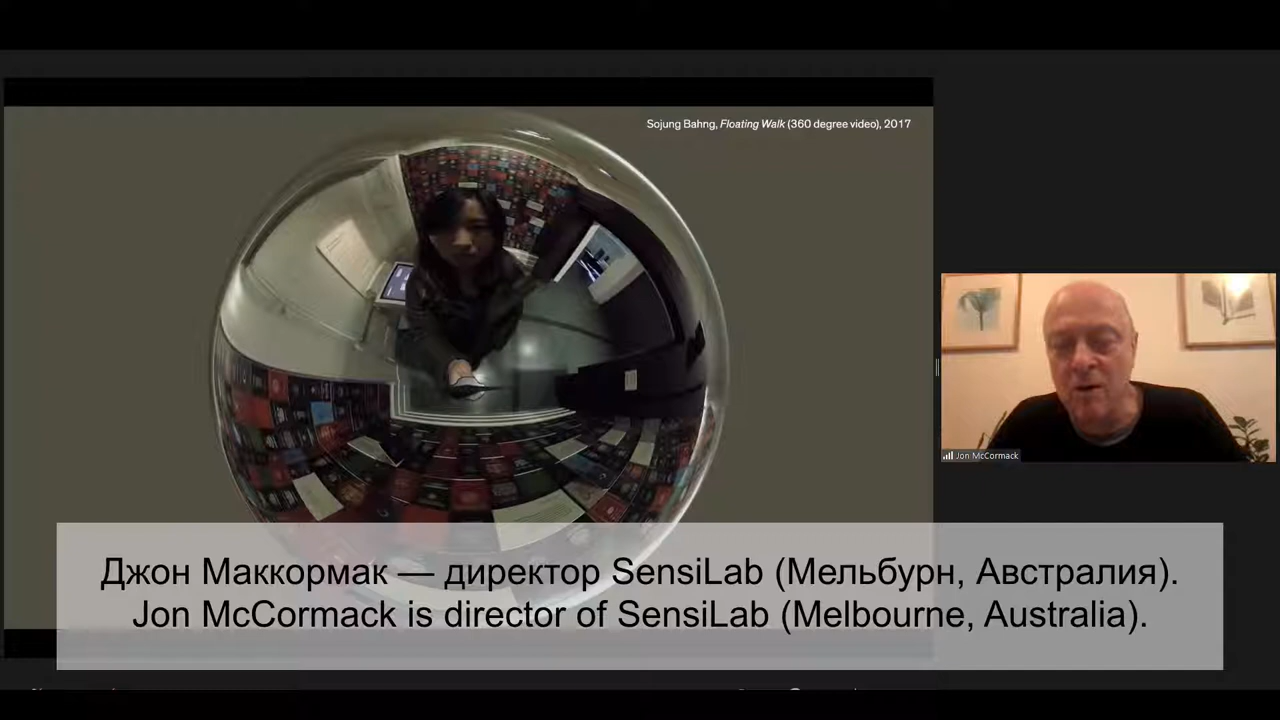 Sojung Bahng, Floating Walk (360 degree video), 2017
Jon McCormack
Джон Маккормак — директор SensiLab (Мельбурн, Австралия).
Jon McCormack is director of SensiLab (Melbourne, Australia).